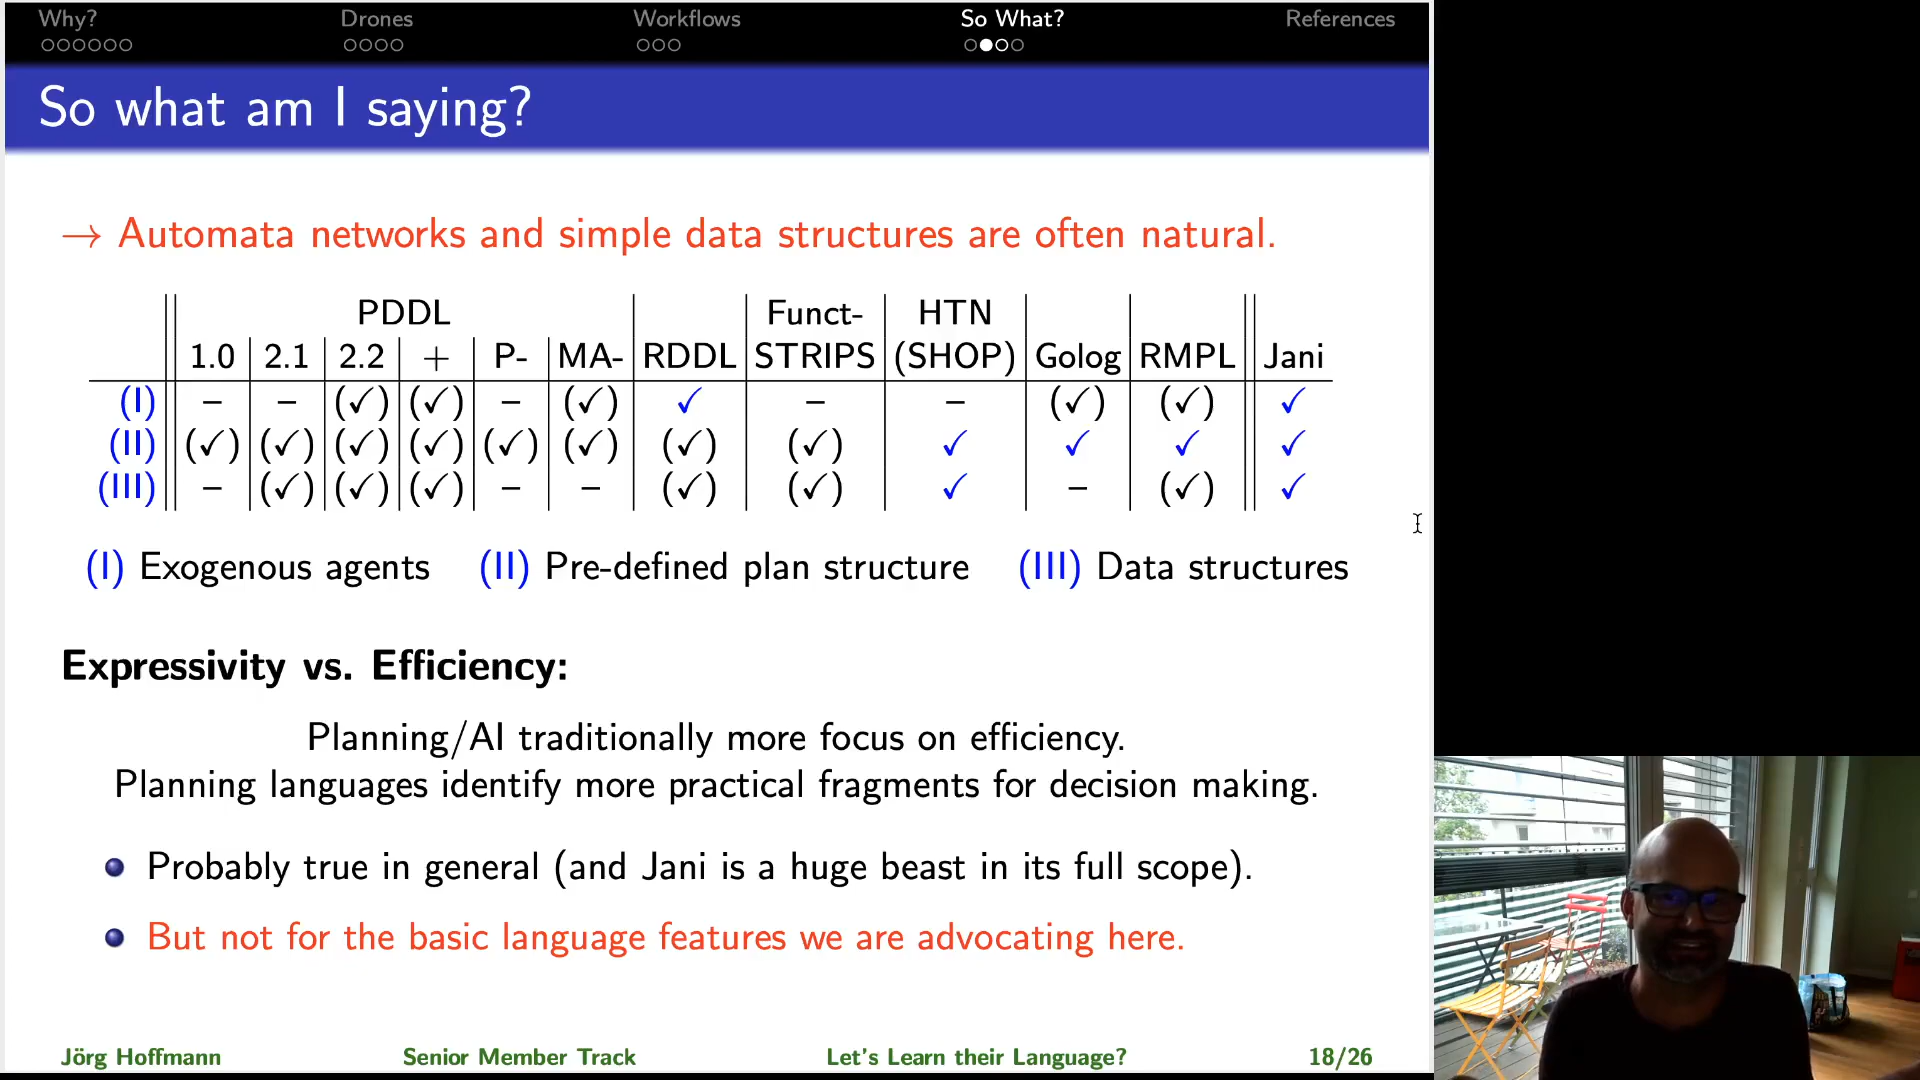 Why? Drones Workflows So What? References
So what am I saying?
→ Automata networks and simple data structures are often natural.
PDDL Funct- HTN
1.0 2.1 2.2 + P- MA- RDDL STRIPS (SHOP) Golog RMPL Jani
(I) – – (✓) (✓) – (✓) ✓ – – (✓) (✓) ✓
(II) (✓) (✓) (✓) (✓) (✓) (✓) (✓) (✓) ✓ ✓ ✓ ✓
(III) – (✓) (✓) (✓) – – (✓) (✓) ✓ – (✓) ✓
(I) Exogenous agents (II) Pre-defined plan structure (III) Data structures
Expressivity vs. Efficiency:
Planning/AI traditionally more focus on efficiency.
Planning languages identify more practical fragments for decision making.
Probably true in general (and Jani is a huge beast in its full scope).
But not for the basic language features we are advocating here.
Jörg Hoffmann Senior Member Track Let's Learn their Language? 18/26